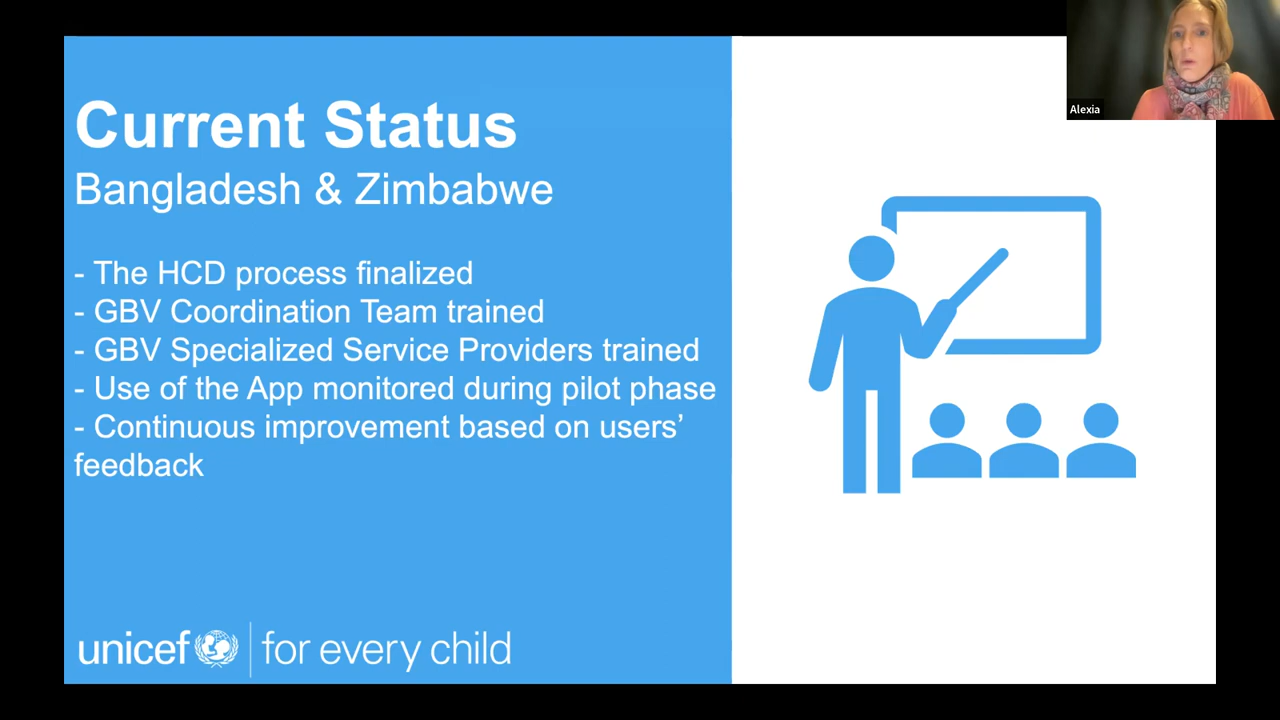 Current Status
Bangladesh & Zimbabwe
- The HCD process finalized
- GBV Coordination Team trained
- GBV Specialized Service Providers trained
- Use of the App monitored during pilot phase
- Continuous improvement based on users’
feedback
unicef for every child
Alexia